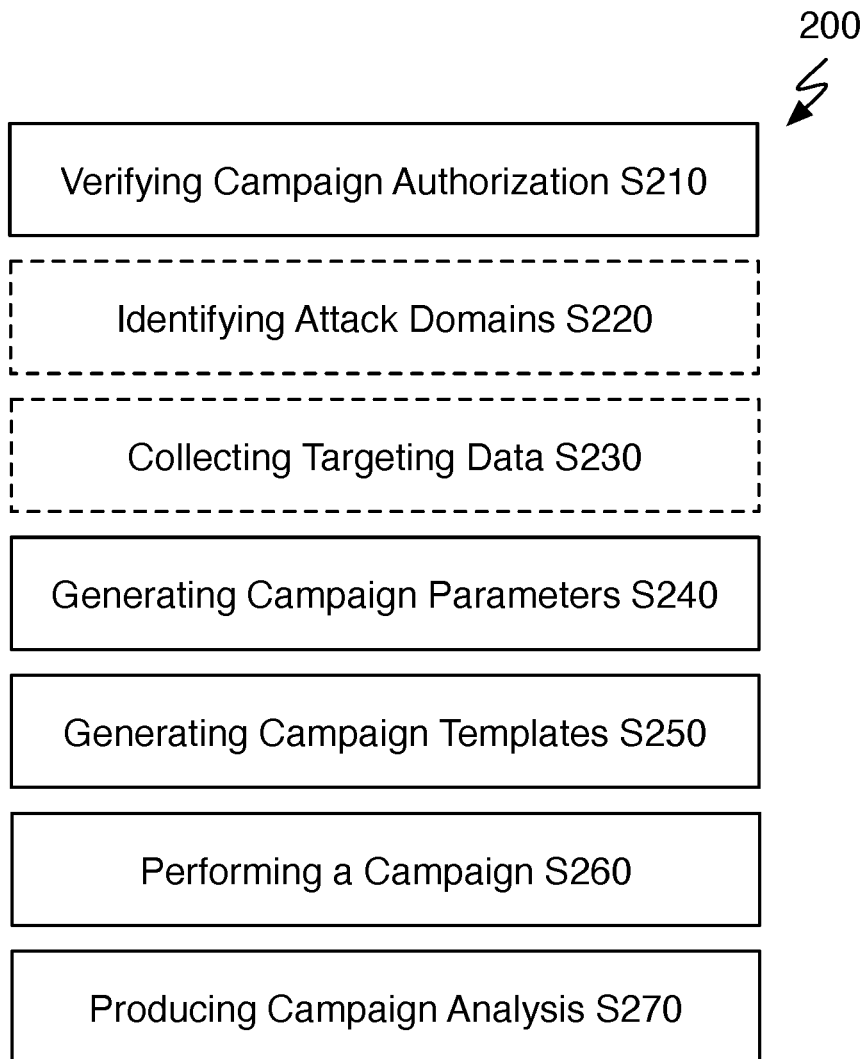 200
Verifying Campaign Authorization S210
Identifying Attack Domains S220
Collecting Targeting Data S230
Generating Campaign Parameters S240
Generating Campaign Templates S250
Performing a Campaign S260
Producing Campaign Analysis S270